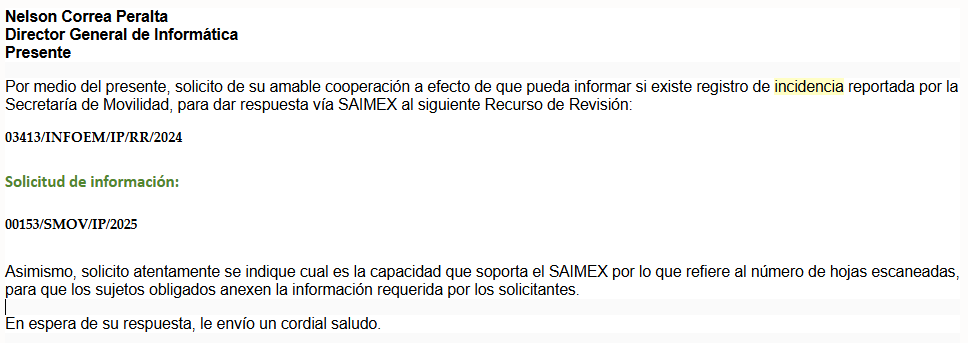 Nelson Correa Peralta
Director General de Informática
Presente
Por medio del presente, solicito de su amable cooperación a efecto de que pueda informar si existe registro de incidencia reportada por la
Secretaría de Movilidad, para dar respuesta vía SAIMEX al siguiente Recurso de Revisión:
03413/INFOEM/IP/RR/2024
Solicitud de información:
00153/SMOV/IP/2025
Asimismo, solicito atentamente se indique cual es la capacidad que soporta el SAIMEX por lo que refiere al número de hojas escaneadas,
para que los sujetos obligados anexen la información requerida por los solicitantes.
En espera de su respuesta, le envío un cordial saludo.